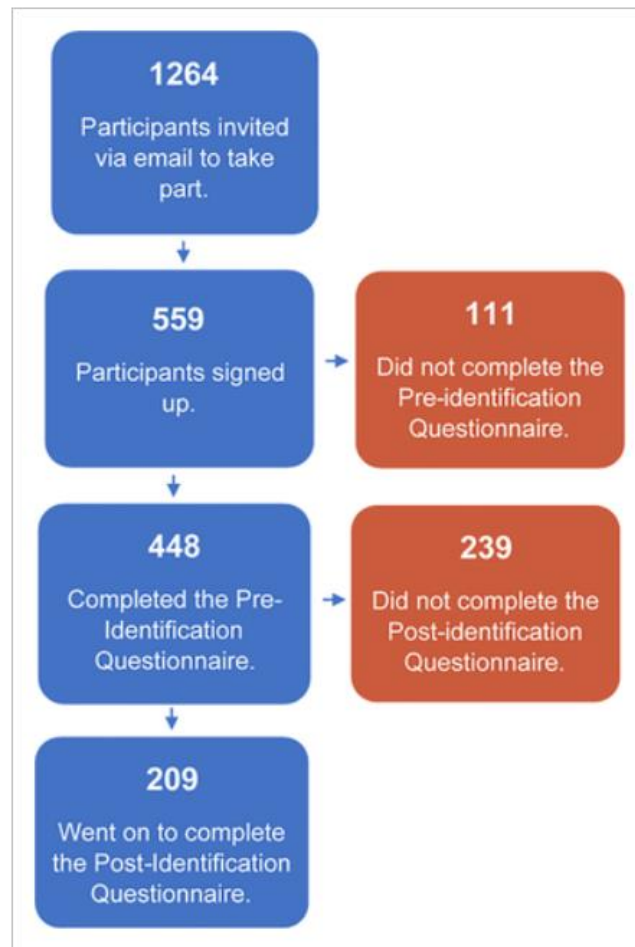 1264
Participants invited
via email to take
part.
559
Participants signed
up.
111
Did not complete the
Pre-identification
Questionnaire.
448
Completed the Pre-
Identification
Questionnaire.
239
Did not complete the
Post-identification
Questionnaire.
209
Went on to complete
the Post-Identification
Questionnaire.